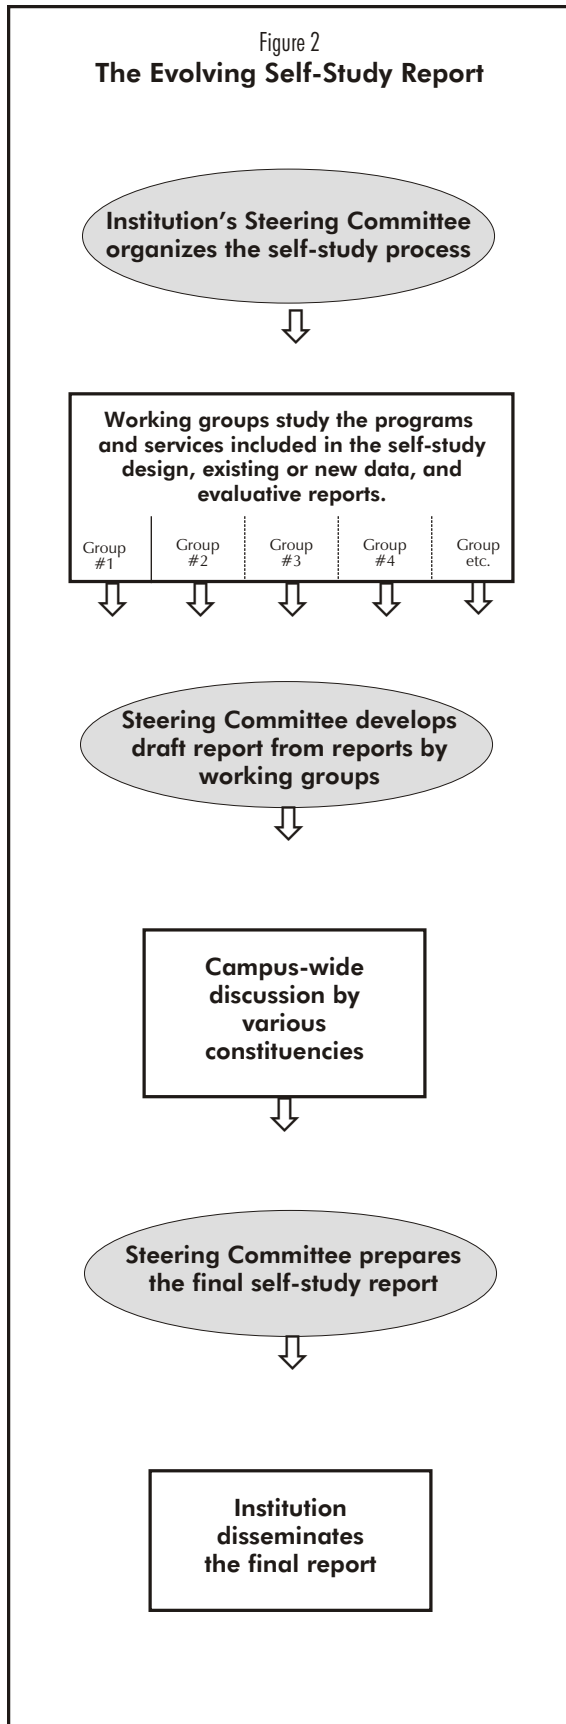 Figure 2
The Evolving Self-Study Report
Institution’s Steering Committee
organizes the self-study process
Working groups study the programs
and services included in the self-study
design, existing or new data, and
evaluative reports.
Group
#1
Group
#2
Group
#3
Group
#4
Group
etc.
Steering Committee develops
draft report from reports by
working groups
Campus-wide
discussion by
various
constituencies
Steering Committee prepares
the final self-study report
Institution
disseminates
the final report